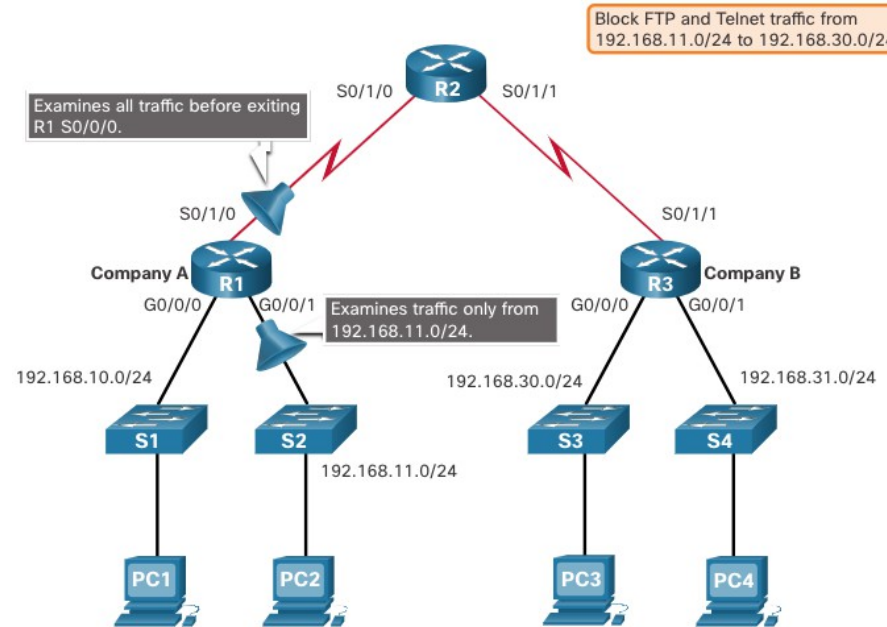 Block FTP and Telnet traffic from
192.168.11.0/24 to 192.168.30.0/24
S0/1/0
R2
S0/1/1
Examines all traffic before exiting
R1 S0/0/0.
S0/1/0
S0/1/1
Company A
R1
R3
Company B
G0/0/0
G0/0/1
G0/0/0
G0/0/1
Examines traffic only from
192.168.11.0/24.
192.168.10.0/24
192.168.30.0/24
192.168.31.0/24
S1
S2
S3
S4
192.168.11.0/24
PC1
PC2
PC3
PC4